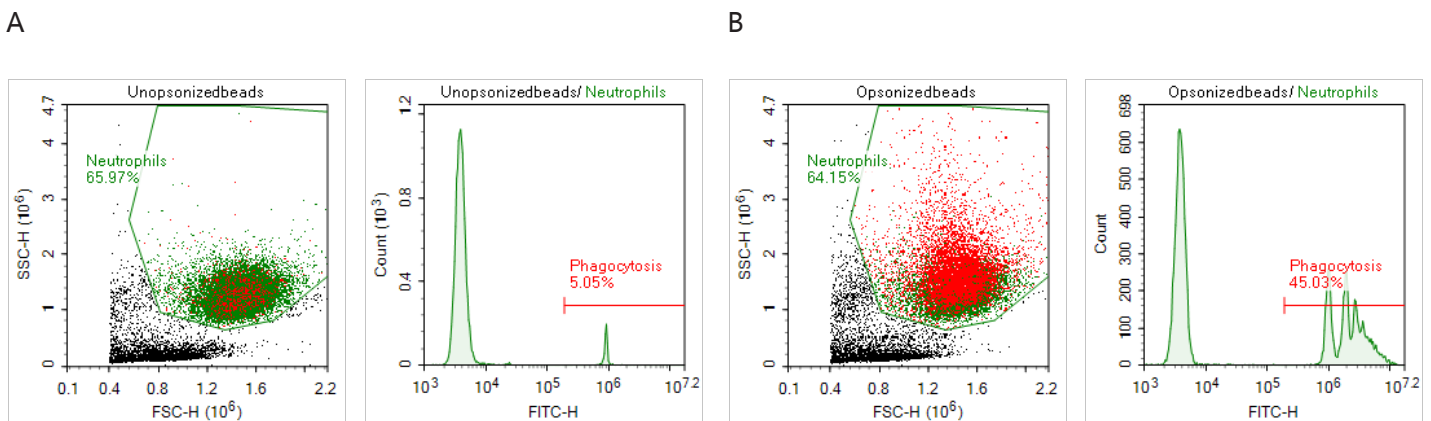 A
B
Unopsonizedbeads
4.7
4
3
2
1
0
SSC-H (10⁶)
Neutrophils
65.97%
0.1 0.4 0.8 1.2 1.6 2.2
FSC-H (10⁶)
Unopsonizedbeads/ Neutrophils
1.2
0.8
0.4
0
Count (10³)
Phagocytosis
5.05%
10³ 10⁴ 10⁵ 10⁶ 10⁷·²
FITC-H
Opsonizedbeads
4.7
4
3
2
1
0
SSC-H (10⁶)
Neutrophils
64.15%
0.1 0.4 0.8 1.2 1.6 2.2
FSC-H (10⁶)
Opsonizedbeads/ Neutrophils
698
600
500
400
300
200
100
0
Count
Phagocytosis
45.03%
10³ 10⁴ 10⁵ 10⁶ 10⁷·²
FITC-H